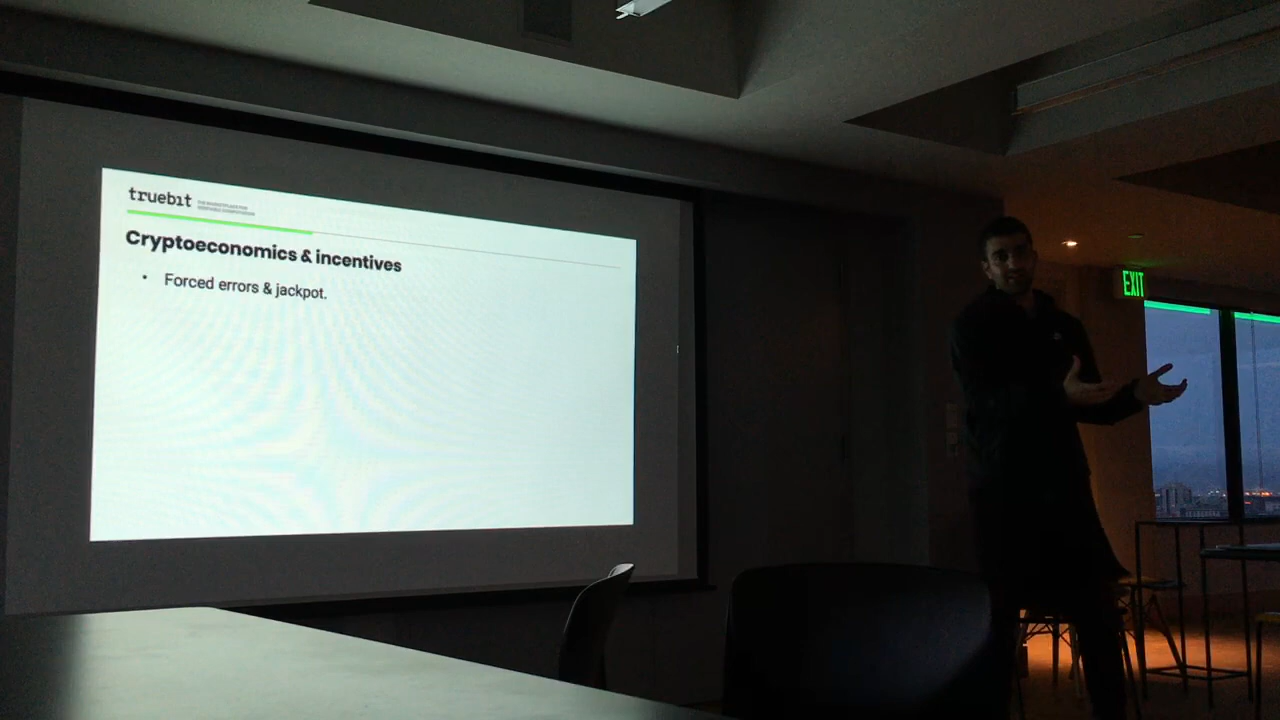 truebit
Cryptoeconomics & incentives
• Forced errors & jackpot.
EXIT